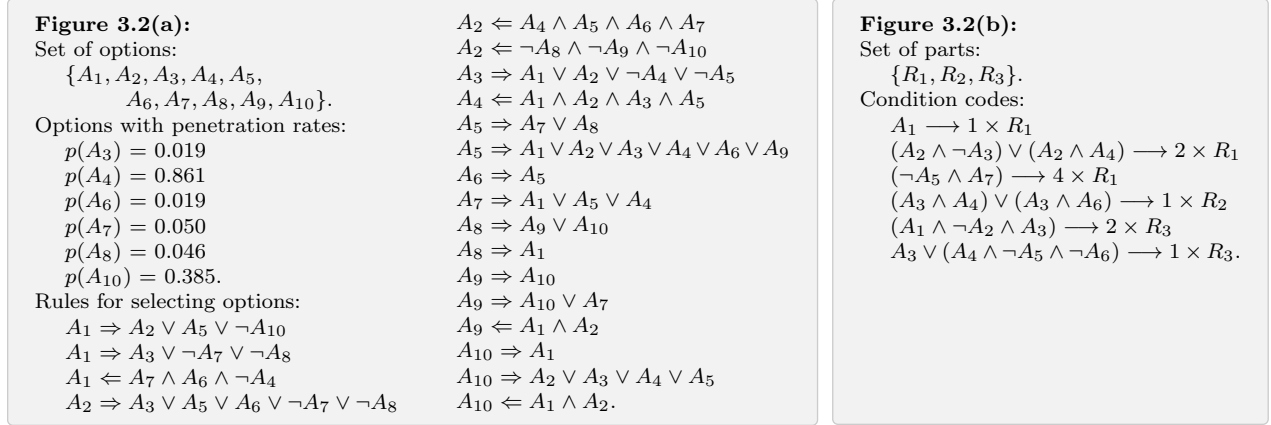 Figure 3.2(a):
Set of options:
{A₁, A₂, A₃, A₄, A₅,
A₆, A₇, A₈, A₉, A₁₀}.
Options with penetration rates:
p(A₃) = 0.019
p(A₄) = 0.861
p(A₆) = 0.019
p(A₇) = 0.050
p(A₈) = 0.046
p(A₁₀) = 0.385.
Rules for selecting options:
A₁ ⇒ A₂ ∨ A₅ ∨ ¬A₁₀
A₁ ⇒ A₃ ∨ ¬A₇ ∨ ¬A₈
A₁ ⇐ A₇ ∧ A₆ ∧ ¬A₄
A₂ ⇒ A₃ ∨ A₅ ∨ A₆ ∨ ¬A₇ ∨ ¬A₈
A₂ ⇐ A₄ ∧ A₅ ∧ A₆ ∧ A₇
A₂ ⇐ ¬A₈ ∧ ¬A₉ ∧ ¬A₁₀
A₃ ⇒ A₁ ∨ A₂ ∨ ¬A₄ ∨ ¬A₅
A₄ ⇐ A₁ ∧ A₂ ∧ A₃ ∧ A₅
A₅ ⇒ A₇ ∨ A₈
A₅ ⇒ A₁ ∨ A₂ ∨ A₃ ∨ A₄ ∨ A₆ ∨ A₉
A₆ ⇒ A₅
A₇ ⇒ A₁ ∨ A₅ ∨ A₄
A₈ ⇒ A₉ ∨ A₁₀
A₈ ⇒ A₁
A₉ ⇒ A₁₀
A₉ ⇒ A₁₀ ∨ A₇
A₉ ⇐ A₁ ∧ A₂
A₁₀ ⇒ A₁
A₁₀ ⇒ A₂ ∨ A₃ ∨ A₄ ∨ A₅
A₁₀ ⇐ A₁ ∧ A₂.
Figure 3.2(b):
Set of parts:
{R₁, R₂, R₃}.
Condition codes:
A₁ ⟶ 1 × R₁
(A₂ ∧ ¬A₃) ∨ (A₂ ∧ A₄) ⟶ 2 × R₁
(¬A₅ ∧ A₇) ⟶ 4 × R₁
(A₃ ∧ A₄) ∨ (A₃ ∧ A₆) ⟶ 1 × R₂
(A₁ ∧ ¬A₂ ∧ A₃) ⟶ 2 × R₃
A₃ ∨ (A₄ ∧ ¬A₅ ∧ ¬A₆) ⟶ 1 × R₃.